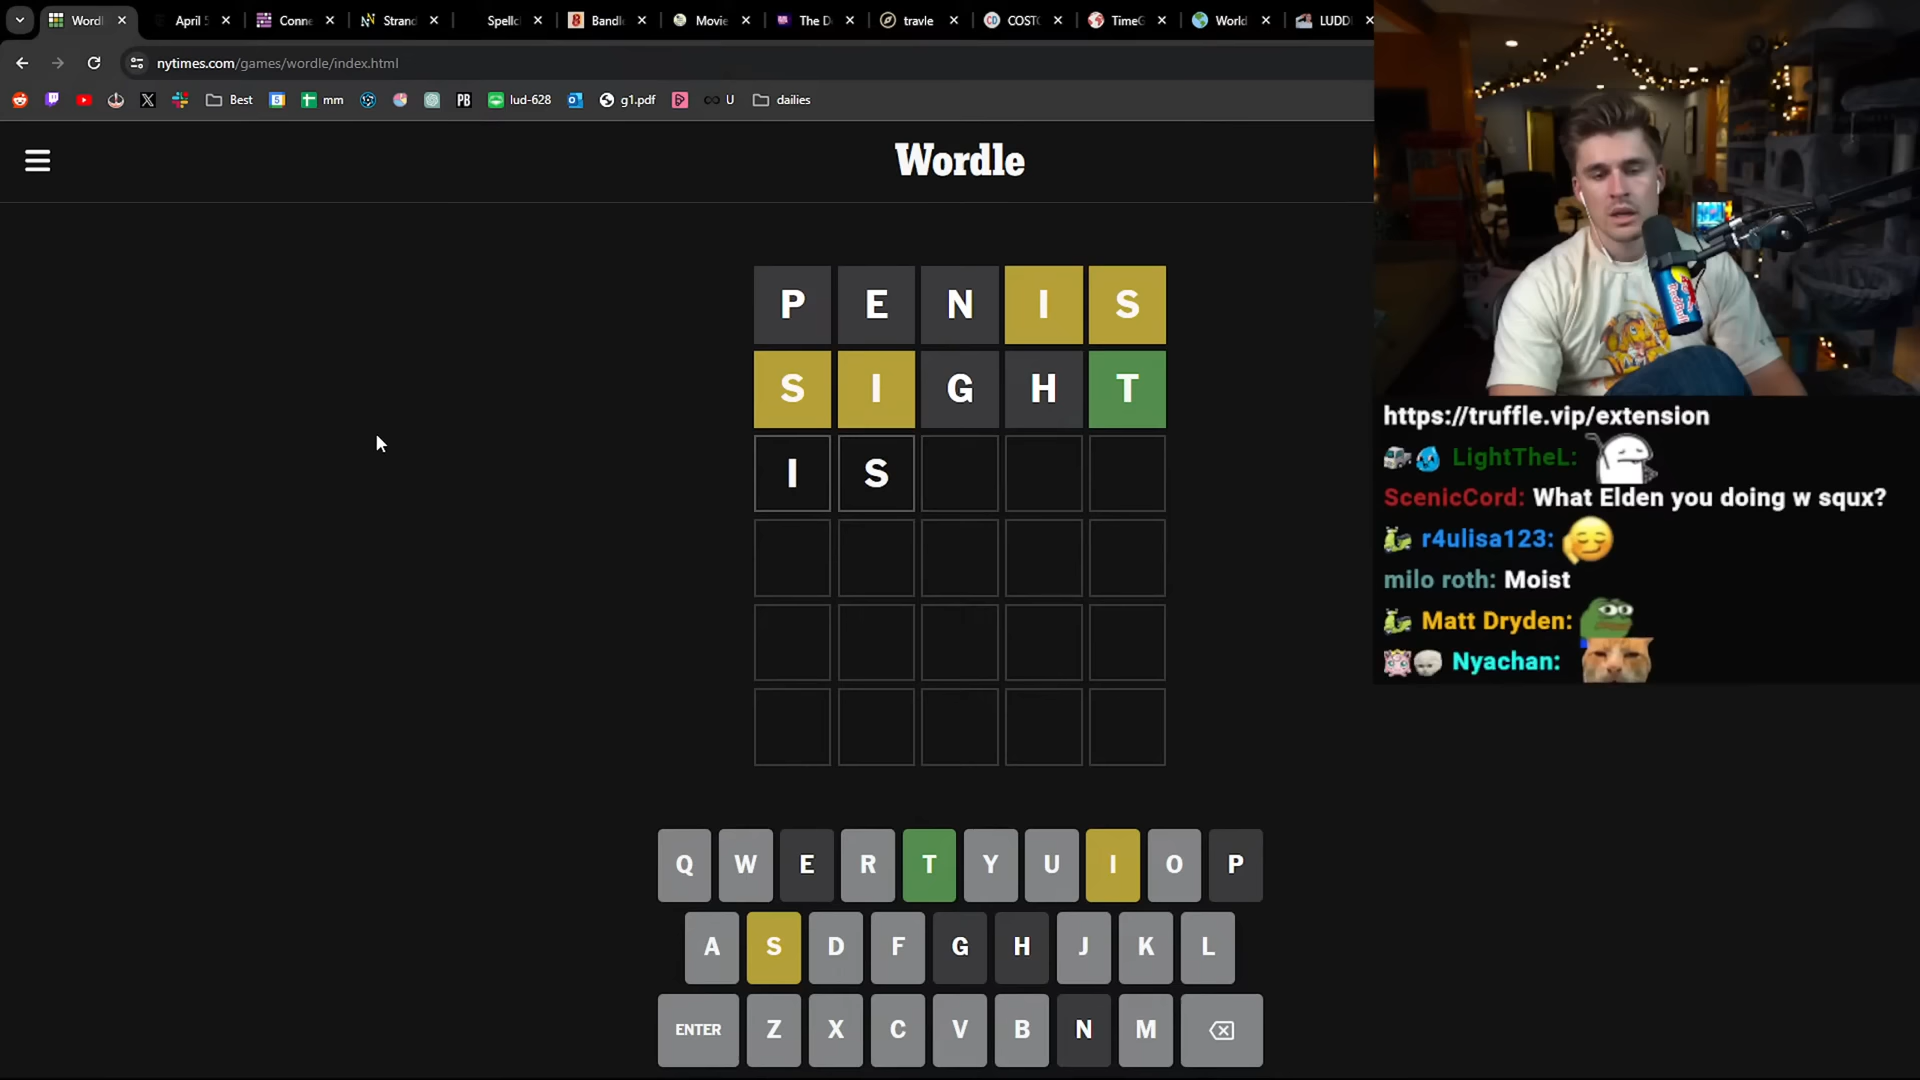 Wordl
April 5
Conne
Strand
Spellc
Bandl
Movie
The D
travle
COSTC
TimeG
World
LUDD
nytimes.com/games/wordle/index.html
Best
mm
PB
lud-628
g1.pdf
U
dailies
Wordle
P E N I S
S I G H T
I S
Q W E R T Y U I O P
A S D F G H J K L
ENTER Z X C V B N M
https://truffle.vip/extension
LightTheL:
ScenicCord: What Elden you doing w squx?
r4ulisa123:
milo roth: Moist
Matt Dryden:
Nyachan: